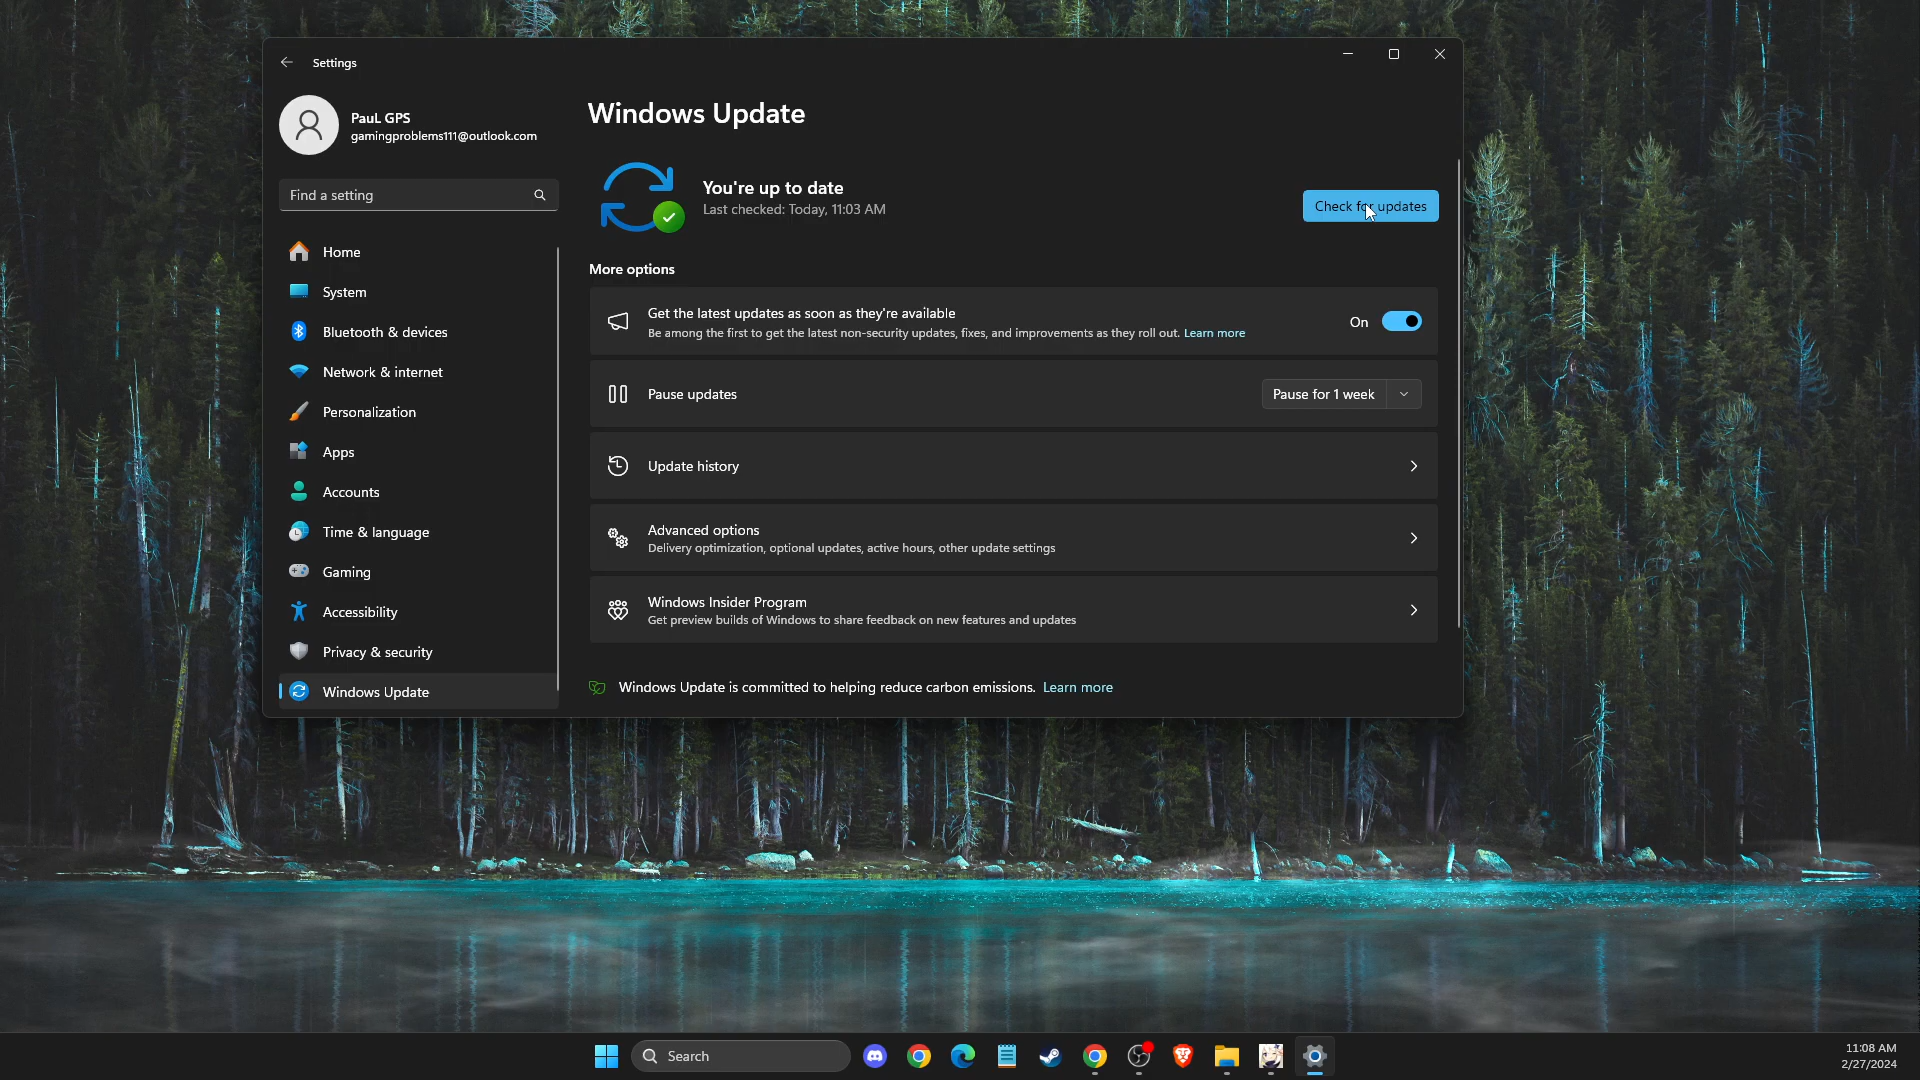 Settings
PauL GPS
gamingproblems111@outlook.com
Find a setting
Home
System
Bluetooth & devices
Network & internet
Personalization
Apps
Accounts
Time & language
Gaming
Accessibility
Privacy & security
Windows Update
Windows Update
You're up to date
Last checked: Today, 11:03 AM
Check for updates
More options
Get the latest updates as soon as they're available
Be among the first to get the latest non-security updates, fixes, and improvements as they roll out. Learn more
On
Pause updates
Pause for 1 week
Update history
Advanced options
Delivery optimization, optional updates, active hours, other update settings
Windows Insider Program
Get preview builds of Windows to share feedback on new features and updates
Windows Update is committed to helping reduce carbon emissions. Learn more
Search
11:08 AM
2/27/2024